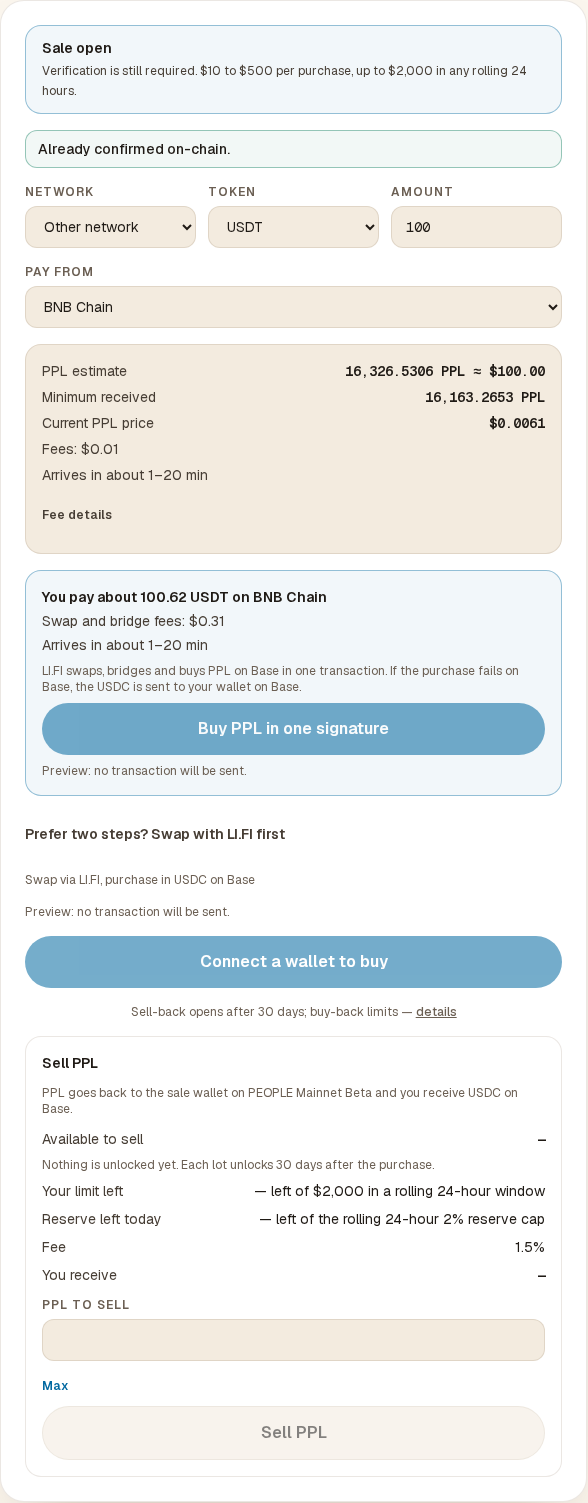 Sale open
Verification is still required. $10 to $500 per purchase, up to $2,000 in any rolling 24
hours.
Already confirmed on-chain.
NETWORK
TOKEN
AMOUNT
Other network
USDT
100
PAY FROM
BNB Chain
PPL estimate 16,326.5306 PPL ≈ $100.00
Minimum received 16,163.2653 PPL
Current PPL price $0.0061
Fees: $0.01
Arrives in about 1–20 min
Fee details
You pay about 100.62 USDT on BNB Chain
Swap and bridge fees: $0.31
Arrives in about 1–20 min
LI.FI swaps, bridges and buys PPL on Base in one transaction. If the purchase fails on
Base, the USDC is sent to your wallet on Base.
Buy PPL in one signature
Preview: no transaction will be sent.
Prefer two steps? Swap with LI.FI first
Swap via LI.FI, purchase in USDC on Base
Preview: no transaction will be sent.
Connect a wallet to buy
Sell-back opens after 30 days; buy-back limits — details
Sell PPL
PPL goes back to the sale wallet on PEOPLE Mainnet Beta and you receive USDC on
Base.
Available to sell –
Nothing is unlocked yet. Each lot unlocks 30 days after the purchase.
Your limit left — left of $2,000 in a rolling 24-hour window
Reserve left today — left of the rolling 24-hour 2% reserve cap
Fee 1.5%
You receive –
PPL TO SELL
Max
Sell PPL